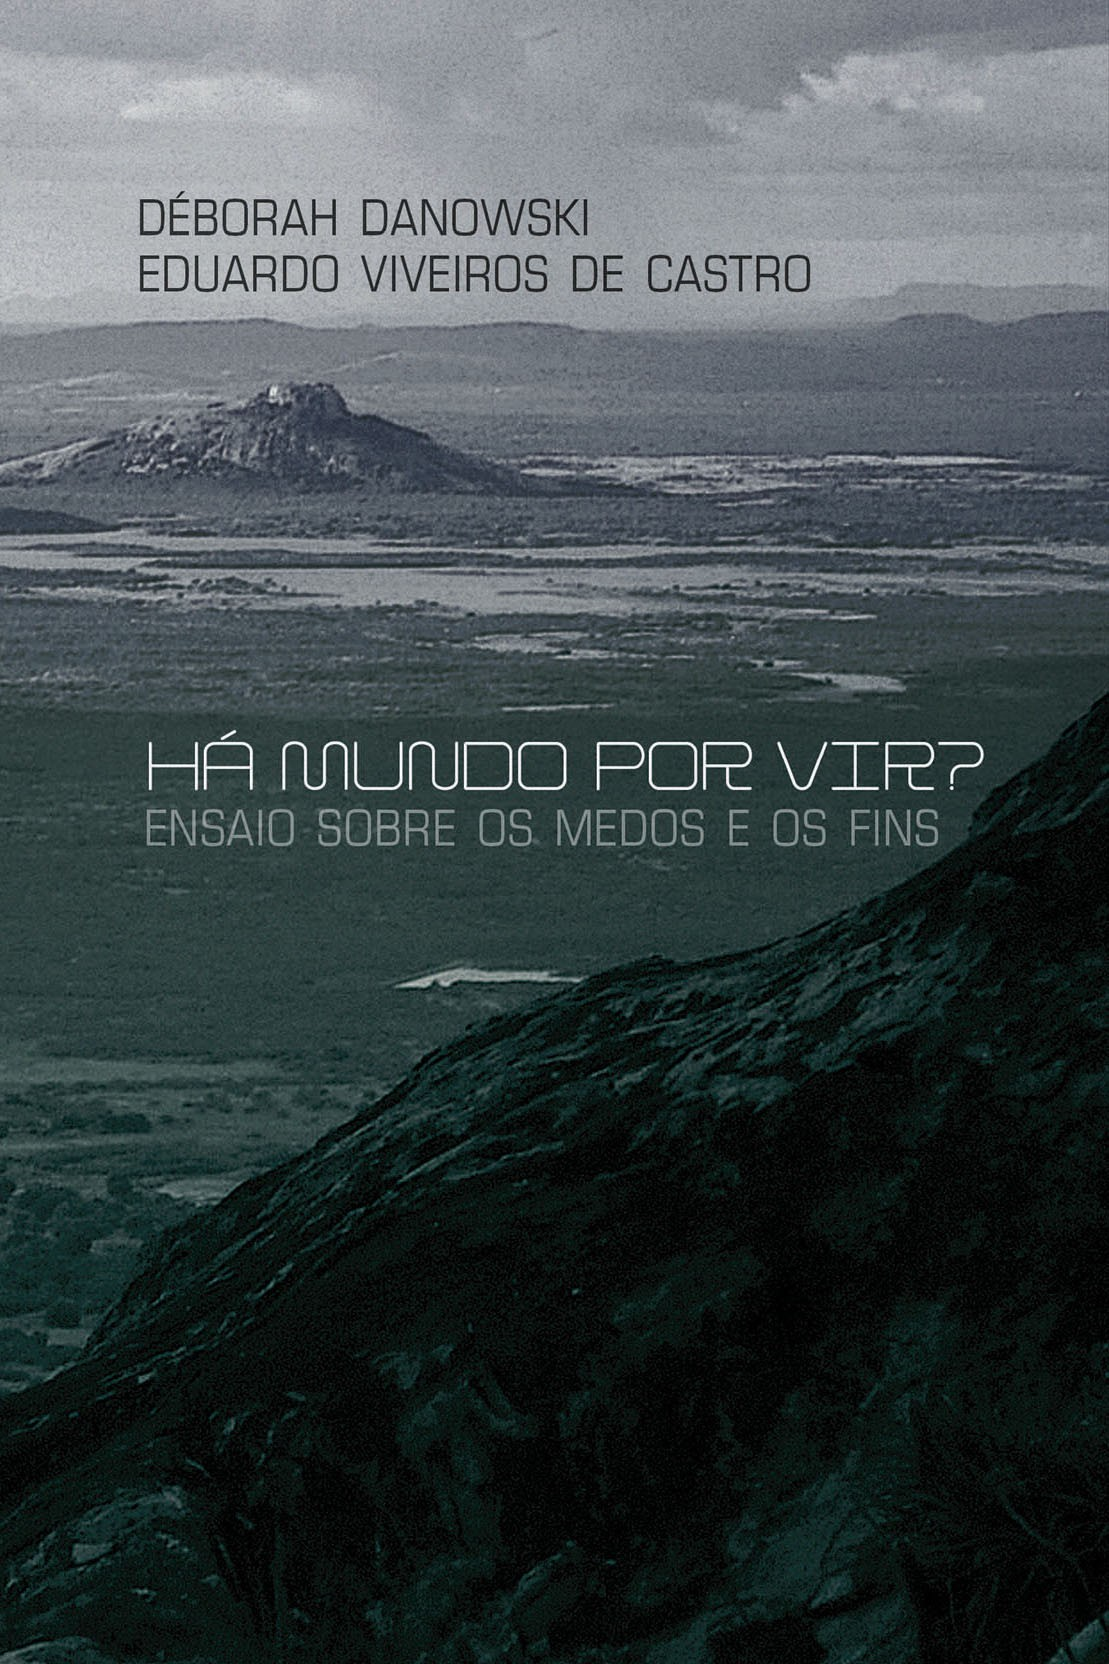 DÉBORAH DANOWSKI
EDUARDO VIVEIROS DE CASTRO
HÁ MUNDO POR VIR?
ENSAIO SOBRE OS MEDOS E OS FINS